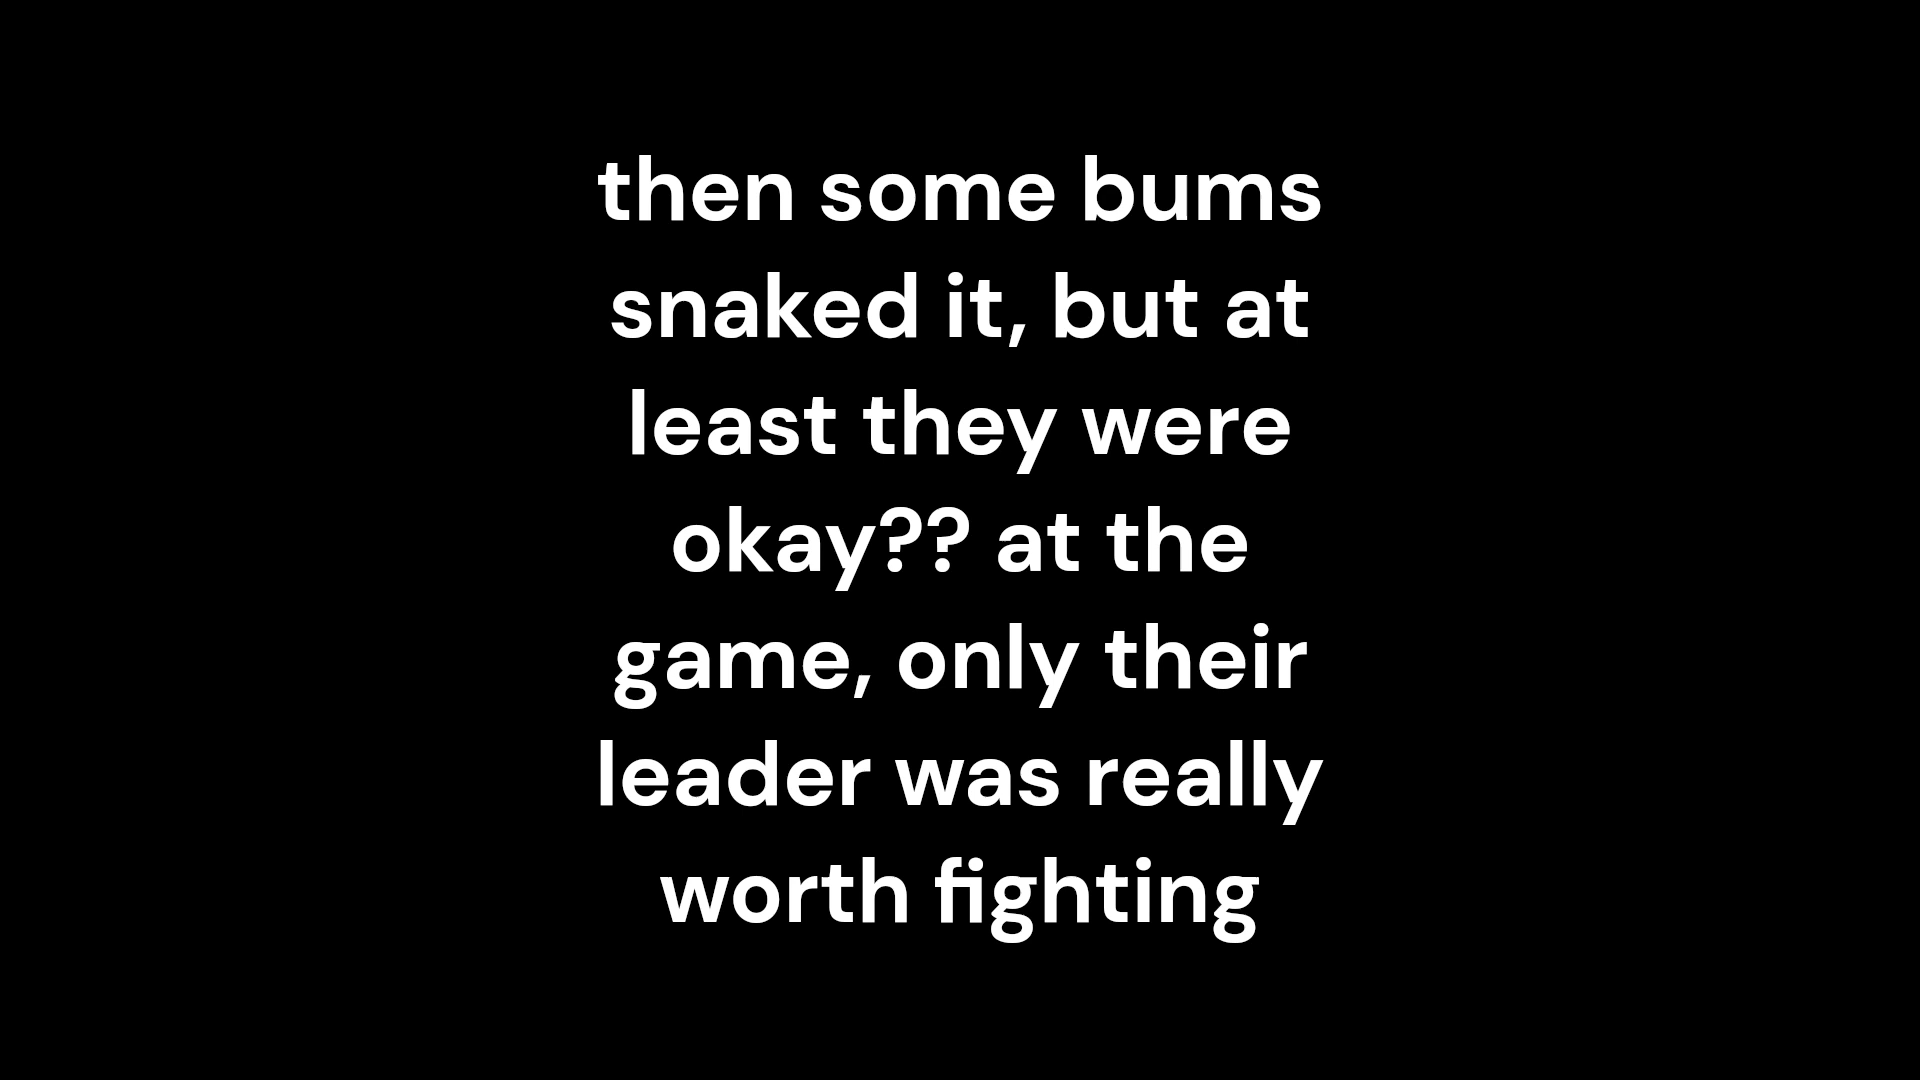 then some bums
snaked it, but at
least they were
okay?? at the
game, only their
leader was really
worth fighting